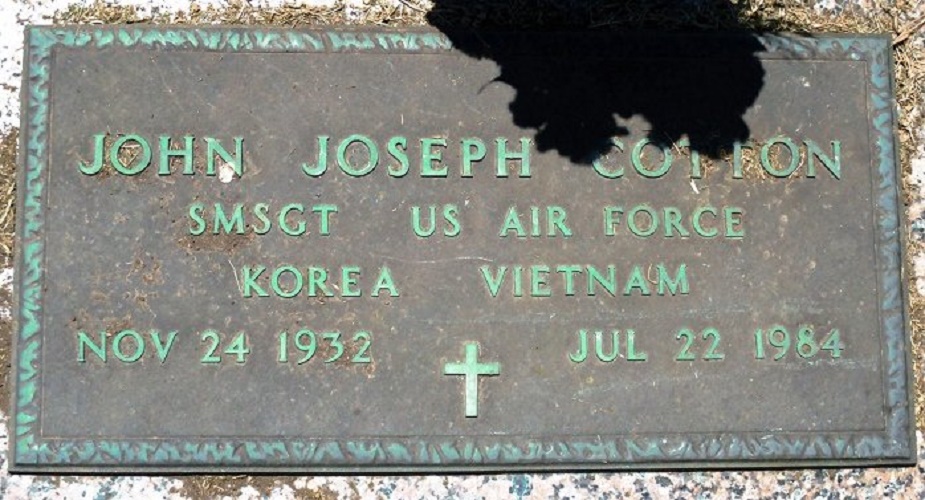 JOHN JOSEPH COTTON
SMSGT US AIR FORCE
KOREA VIETNAM
NOV 24 1932 JUL 22 1984